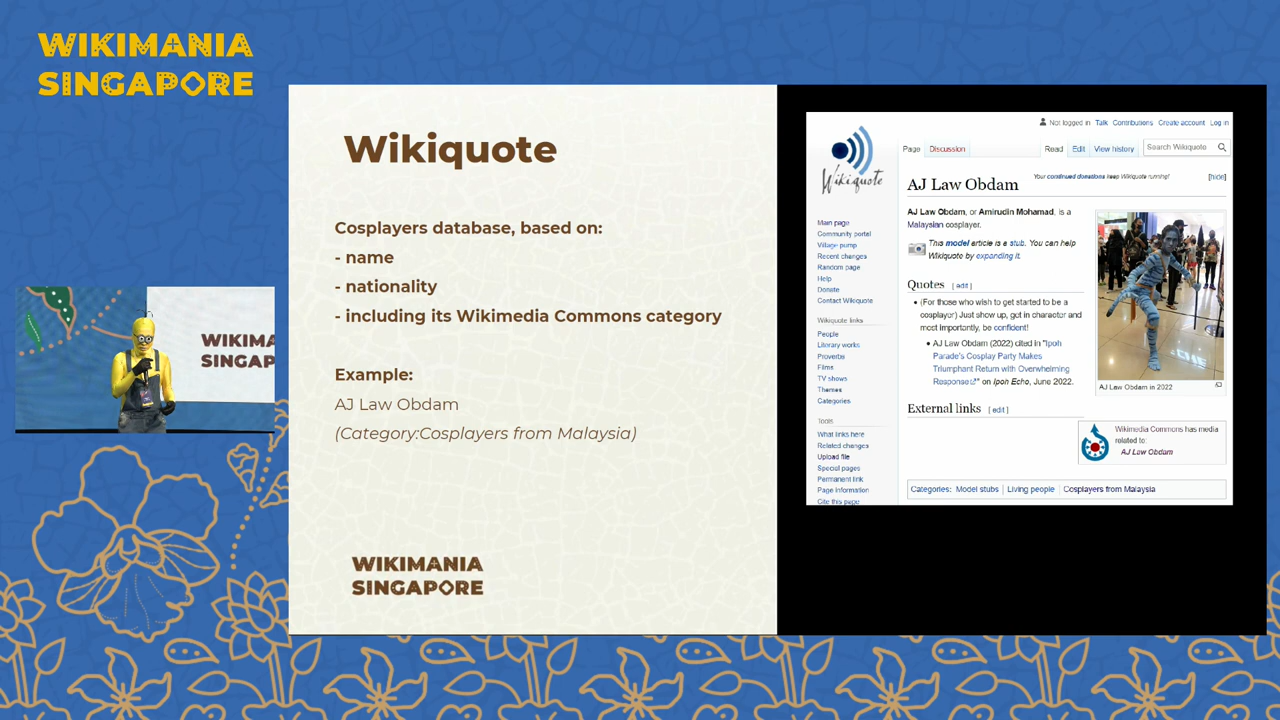 WIKIMANIA
SINGAPORE
WIKIMA
SINGAP
Wikiquote
Cosplayers database, based on:
- name
- nationality
- including its Wikimedia Commons category
Example:
AJ Law Obdam
(Category:Cosplayers from Malaysia)
WIKIMANIA
SINGAPORE
Wikiquote
Main page
Community portal
Village pump
Recent changes
Random page
Help
Donate
Contact Wikiquote
Wikiquote links
People
Literary works
Proverbs
Films
TV shows
Themes
Categories
Tools
What links here
Related changes
Upload file
Special pages
Permanent link
Page information
Cite this page
Not logged in Talk Contributions Create account Log in
Page Discussion Read Edit View history Search Wikiquote
Your continued donations keep Wikiquote running! [hide]
AJ Law Obdam
AJ Law Obdam, or Amirudin Mohamad, is a
Malaysian cosplayer.
This model article is a stub. You can help
Wikiquote by expanding it.
Quotes [ edit ]
• (For those who wish to get started to be a
cosplayer) Just show up, get in character and
most importantly, be confident!
• AJ Law Obdam (2022) cited in "Ipoh
Parade's Cosplay Party Makes
Triumphant Return with Overwhelming
Response" on Ipoh Echo, June 2022.
AJ Law Obdam in 2022
External links [ edit ]
Wikimedia Commons has media
related to:
AJ Law Obdam
Categories: Model stubs | Living people | Cosplayers from Malaysia